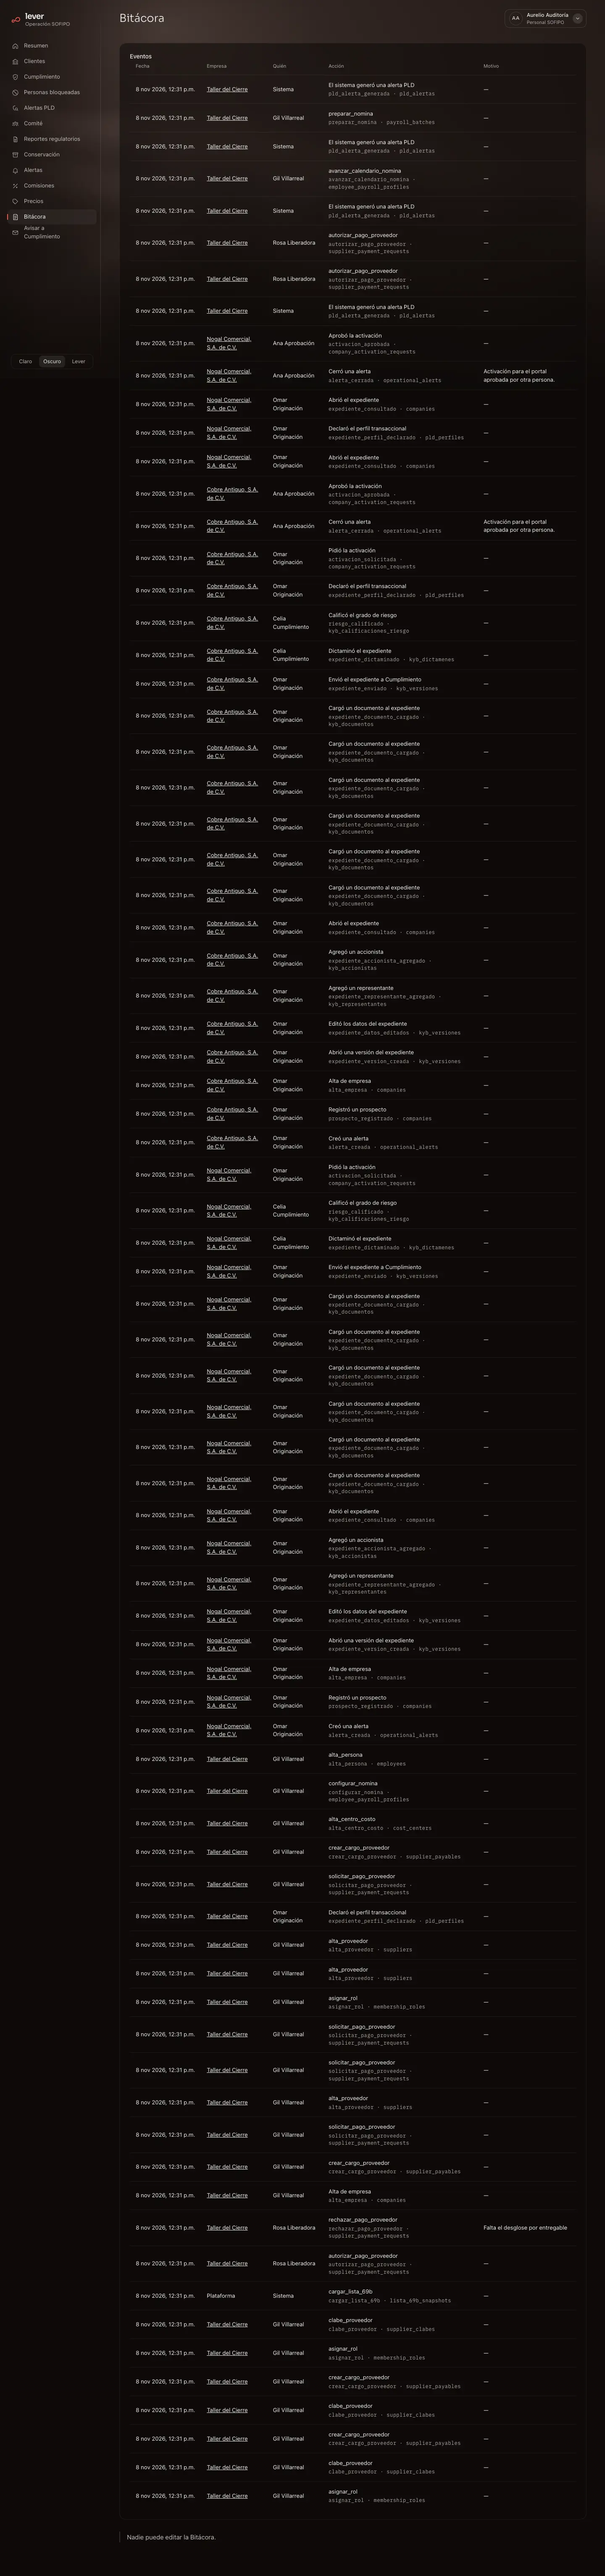 lever
Operación SOFIPO
Resumen
Clientes
Cumplimiento
Personas bloqueadas
Alertas PLD
Comité
Reportes regulatorios
Conservación
Alertas
Comisiones
Precios
Bitácora
Avisar a
Cumplimiento
Claro Oscuro Lever
Bitácora
AA
Aurelio Auditoría
Personal SOFIPO
Eventos
Fecha Empresa Quién Acción Motivo
8 nov 2026, 12:31 p.m. Taller del Cierre Sistema El sistema generó una alerta PLD —
pld_alerta_generada · pld_alertas
8 nov 2026, 12:31 p.m. Taller del Cierre Gil Villarreal preparar_nomina —
preparar_nomina · payroll_batches
8 nov 2026, 12:31 p.m. Taller del Cierre Sistema El sistema generó una alerta PLD —
pld_alerta_generada · pld_alertas
8 nov 2026, 12:31 p.m. Taller del Cierre Gil Villarreal avanzar_calendario_nomina —
avanzar_calendario_nomina ·
employee_payroll_profiles
8 nov 2026, 12:31 p.m. Taller del Cierre Sistema El sistema generó una alerta PLD —
pld_alerta_generada · pld_alertas
8 nov 2026, 12:31 p.m. Taller del Cierre Rosa Liberadora autorizar_pago_proveedor —
autorizar_pago_proveedor ·
supplier_payment_requests
8 nov 2026, 12:31 p.m. Taller del Cierre Rosa Liberadora autorizar_pago_proveedor —
autorizar_pago_proveedor ·
supplier_payment_requests
8 nov 2026, 12:31 p.m. Taller del Cierre Sistema El sistema generó una alerta PLD —
pld_alerta_generada · pld_alertas
8 nov 2026, 12:31 p.m. Nogal Comercial, Ana Aprobación Aprobó la activación —
S.A. de C.V. activacion_aprobada ·
company_activation_requests
8 nov 2026, 12:31 p.m. Nogal Comercial, Ana Aprobación Cerró una alerta Activación para el portal
S.A. de C.V. alerta_cerrada · operational_alerts aprobada por otra persona.
8 nov 2026, 12:31 p.m. Nogal Comercial, Omar Abrió el expediente —
S.A. de C.V. Originación expediente_consultado · companies
8 nov 2026, 12:31 p.m. Nogal Comercial, Omar Declaró el perfil transaccional —
S.A. de C.V. Originación expediente_perfil_declarado · pld_perfiles
8 nov 2026, 12:31 p.m. Nogal Comercial, Omar Abrió el expediente —
S.A. de C.V. Originación expediente_consultado · companies
8 nov 2026, 12:31 p.m. Cobre Antiguo, S.A. Ana Aprobación Aprobó la activación —
de C.V. activacion_aprobada ·
company_activation_requests
8 nov 2026, 12:31 p.m. Cobre Antiguo, S.A. Ana Aprobación Cerró una alerta Activación para el portal
de C.V. alerta_cerrada · operational_alerts aprobada por otra persona.
8 nov 2026, 12:31 p.m. Cobre Antiguo, S.A. Omar Pidió la activación —
de C.V. Originación activacion_solicitada ·
company_activation_requests
8 nov 2026, 12:31 p.m. Cobre Antiguo, S.A. Omar Declaró el perfil transaccional —
de C.V. Originación expediente_perfil_declarado · pld_perfiles
8 nov 2026, 12:31 p.m. Cobre Antiguo, S.A. Celia Calificó el grado de riesgo —
de C.V. Cumplimiento riesgo_calificado ·
kyb_calificaciones_riesgo
8 nov 2026, 12:31 p.m. Cobre Antiguo, S.A. Celia Dictaminó el expediente —
de C.V. Cumplimiento expediente_dictaminado · kyb_dictamenes
8 nov 2026, 12:31 p.m. Cobre Antiguo, S.A. Omar Envió el expediente a Cumplimiento —
de C.V. Originación expediente_enviado · kyb_versiones
8 nov 2026, 12:31 p.m. Cobre Antiguo, S.A. Omar Cargó un documento al expediente —
de C.V. Originación expediente_documento_cargado ·
kyb_documentos
8 nov 2026, 12:31 p.m. Cobre Antiguo, S.A. Omar Cargó un documento al expediente —
de C.V. Originación expediente_documento_cargado ·
kyb_documentos
8 nov 2026, 12:31 p.m. Cobre Antiguo, S.A. Omar Cargó un documento al expediente —
de C.V. Originación expediente_documento_cargado ·
kyb_documentos
8 nov 2026, 12:31 p.m. Cobre Antiguo, S.A. Omar Cargó un documento al expediente —
de C.V. Originación expediente_documento_cargado ·
kyb_documentos
8 nov 2026, 12:31 p.m. Cobre Antiguo, S.A. Omar Cargó un documento al expediente —
de C.V. Originación expediente_documento_cargado ·
kyb_documentos
8 nov 2026, 12:31 p.m. Cobre Antiguo, S.A. Omar Cargó un documento al expediente —
de C.V. Originación expediente_documento_cargado ·
kyb_documentos
8 nov 2026, 12:31 p.m. Cobre Antiguo, S.A. Omar Abrió el expediente —
de C.V. Originación expediente_consultado · companies
8 nov 2026, 12:31 p.m. Cobre Antiguo, S.A. Omar Agregó un accionista —
de C.V. Originación expediente_accionista_agregado ·
kyb_accionistas
8 nov 2026, 12:31 p.m. Cobre Antiguo, S.A. Omar Agregó un representante —
de C.V. Originación expediente_representante_agregado ·
kyb_representantes
8 nov 2026, 12:31 p.m. Cobre Antiguo, S.A. Omar Editó los datos del expediente —
de C.V. Originación expediente_datos_editados · kyb_versiones
8 nov 2026, 12:31 p.m. Cobre Antiguo, S.A. Omar Abrió una versión del expediente —
de C.V. Originación expediente_version_creada · kyb_versiones
8 nov 2026, 12:31 p.m. Cobre Antiguo, S.A. Omar Alta de empresa —
de C.V. Originación alta_empresa · companies
8 nov 2026, 12:31 p.m. Cobre Antiguo, S.A. Omar Registró un prospecto —
de C.V. Originación prospecto_registrado · companies
8 nov 2026, 12:31 p.m. Cobre Antiguo, S.A. Omar Creó una alerta —
de C.V. Originación alerta_creada · operational_alerts
8 nov 2026, 12:31 p.m. Nogal Comercial, Omar Pidió la activación —
S.A. de C.V. Originación activacion_solicitada ·
company_activation_requests
8 nov 2026, 12:31 p.m. Nogal Comercial, Celia Calificó el grado de riesgo —
S.A. de C.V. Cumplimiento riesgo_calificado ·
kyb_calificaciones_riesgo
8 nov 2026, 12:31 p.m. Nogal Comercial, Celia Dictaminó el expediente —
S.A. de C.V. Cumplimiento expediente_dictaminado · kyb_dictamenes
8 nov 2026, 12:31 p.m. Nogal Comercial, Omar Envió el expediente a Cumplimiento —
S.A. de C.V. Originación expediente_enviado · kyb_versiones
8 nov 2026, 12:31 p.m. Nogal Comercial, Omar Cargó un documento al expediente —
S.A. de C.V. Originación expediente_documento_cargado ·
kyb_documentos
8 nov 2026, 12:31 p.m. Nogal Comercial, Omar Cargó un documento al expediente —
S.A. de C.V. Originación expediente_documento_cargado ·
kyb_documentos
8 nov 2026, 12:31 p.m. Nogal Comercial, Omar Cargó un documento al expediente —
S.A. de C.V. Originación expediente_documento_cargado ·
kyb_documentos
8 nov 2026, 12:31 p.m. Nogal Comercial, Omar Cargó un documento al expediente —
S.A. de C.V. Originación expediente_documento_cargado ·
kyb_documentos
8 nov 2026, 12:31 p.m. Nogal Comercial, Omar Cargó un documento al expediente —
S.A. de C.V. Originación expediente_documento_cargado ·
kyb_documentos
8 nov 2026, 12:31 p.m. Nogal Comercial, Omar Cargó un documento al expediente —
S.A. de C.V. Originación expediente_documento_cargado ·
kyb_documentos
8 nov 2026, 12:31 p.m. Nogal Comercial, Omar Abrió el expediente —
S.A. de C.V. Originación expediente_consultado · companies
8 nov 2026, 12:31 p.m. Nogal Comercial, Omar Agregó un accionista —
S.A. de C.V. Originación expediente_accionista_agregado ·
kyb_accionistas
8 nov 2026, 12:31 p.m. Nogal Comercial, Omar Agregó un representante —
S.A. de C.V. Originación expediente_representante_agregado ·
kyb_representantes
8 nov 2026, 12:31 p.m. Nogal Comercial, Omar Editó los datos del expediente —
S.A. de C.V. Originación expediente_datos_editados · kyb_versiones
8 nov 2026, 12:31 p.m. Nogal Comercial, Omar Abrió una versión del expediente —
S.A. de C.V. Originación expediente_version_creada · kyb_versiones
8 nov 2026, 12:31 p.m. Nogal Comercial, Omar Alta de empresa —
S.A. de C.V. Originación alta_empresa · companies
8 nov 2026, 12:31 p.m. Nogal Comercial, Omar Registró un prospecto —
S.A. de C.V. Originación prospecto_registrado · companies
8 nov 2026, 12:31 p.m. Nogal Comercial, Omar Creó una alerta —
S.A. de C.V. Originación alerta_creada · operational_alerts
8 nov 2026, 12:31 p.m. Taller del Cierre Gil Villarreal alta_persona —
alta_persona · employees
8 nov 2026, 12:31 p.m. Taller del Cierre Gil Villarreal configurar_nomina —
configurar_nomina ·
employee_payroll_profiles
8 nov 2026, 12:31 p.m. Taller del Cierre Gil Villarreal alta_centro_costo —
alta_centro_costo · cost_centers
8 nov 2026, 12:31 p.m. Taller del Cierre Gil Villarreal crear_cargo_proveedor —
crear_cargo_proveedor · supplier_payables
8 nov 2026, 12:31 p.m. Taller del Cierre Gil Villarreal solicitar_pago_proveedor —
solicitar_pago_proveedor ·
supplier_payment_requests
8 nov 2026, 12:31 p.m. Taller del Cierre Omar Declaró el perfil transaccional —
Originación expediente_perfil_declarado · pld_perfiles
8 nov 2026, 12:31 p.m. Taller del Cierre Gil Villarreal alta_proveedor —
alta_proveedor · suppliers
8 nov 2026, 12:31 p.m. Taller del Cierre Gil Villarreal alta_proveedor —
alta_proveedor · suppliers
8 nov 2026, 12:31 p.m. Taller del Cierre Gil Villarreal asignar_rol —
asignar_rol · membership_roles
8 nov 2026, 12:31 p.m. Taller del Cierre Gil Villarreal solicitar_pago_proveedor —
solicitar_pago_proveedor ·
supplier_payment_requests
8 nov 2026, 12:31 p.m. Taller del Cierre Gil Villarreal solicitar_pago_proveedor —
solicitar_pago_proveedor ·
supplier_payment_requests
8 nov 2026, 12:31 p.m. Taller del Cierre Gil Villarreal alta_proveedor —
alta_proveedor · suppliers
8 nov 2026, 12:31 p.m. Taller del Cierre Gil Villarreal solicitar_pago_proveedor —
solicitar_pago_proveedor ·
supplier_payment_requests
8 nov 2026, 12:31 p.m. Taller del Cierre Gil Villarreal crear_cargo_proveedor —
crear_cargo_proveedor · supplier_payables
8 nov 2026, 12:31 p.m. Taller del Cierre Gil Villarreal Alta de empresa —
alta_empresa · companies
8 nov 2026, 12:31 p.m. Taller del Cierre Rosa Liberadora rechazar_pago_proveedor Falta el desglose por entregable
rechazar_pago_proveedor ·
supplier_payment_requests
8 nov 2026, 12:31 p.m. Taller del Cierre Rosa Liberadora autorizar_pago_proveedor —
autorizar_pago_proveedor ·
supplier_payment_requests
8 nov 2026, 12:31 p.m. Plataforma Sistema cargar_lista_69b —
cargar_lista_69b · lista_69b_snapshots
8 nov 2026, 12:31 p.m. Taller del Cierre Gil Villarreal clabe_proveedor —
clabe_proveedor · supplier_clabes
8 nov 2026, 12:31 p.m. Taller del Cierre Gil Villarreal asignar_rol —
asignar_rol · membership_roles
8 nov 2026, 12:31 p.m. Taller del Cierre Gil Villarreal crear_cargo_proveedor —
crear_cargo_proveedor · supplier_payables
8 nov 2026, 12:31 p.m. Taller del Cierre Gil Villarreal clabe_proveedor —
clabe_proveedor · supplier_clabes
8 nov 2026, 12:31 p.m. Taller del Cierre Gil Villarreal crear_cargo_proveedor —
crear_cargo_proveedor · supplier_payables
8 nov 2026, 12:31 p.m. Taller del Cierre Gil Villarreal clabe_proveedor —
clabe_proveedor · supplier_clabes
8 nov 2026, 12:31 p.m. Taller del Cierre Gil Villarreal asignar_rol —
asignar_rol · membership_roles
Nadie puede editar la Bitácora.